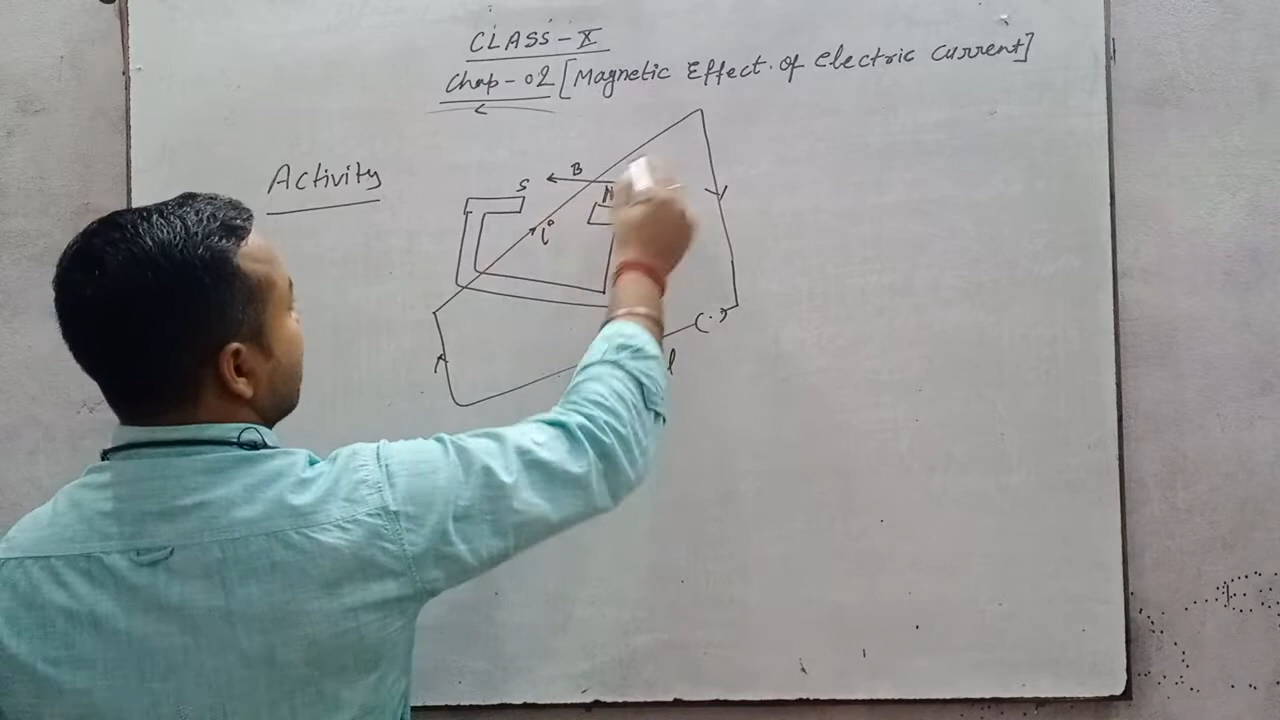 CLASS-X
Chap-02 [Magnetic Effect of electric current]
Activity
B
S
N
i
(.)
l